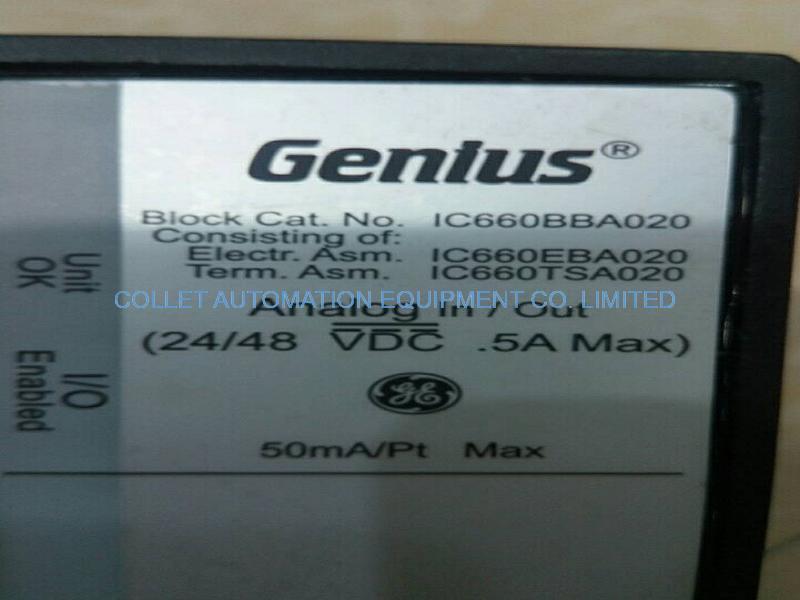 Genius®
Block Cat. No. IC660BBA020
Consisting of:
Electr. Asm. IC660EBA020
Term. Asm. IC660TSA020
COLLET AUTOMATION EQUIPMENT CO. LIMITED
Analog In / Out
(24/48 VDC .5A Max)
GE
50mA/Pt Max
Unit
OK
I/O
Enabled